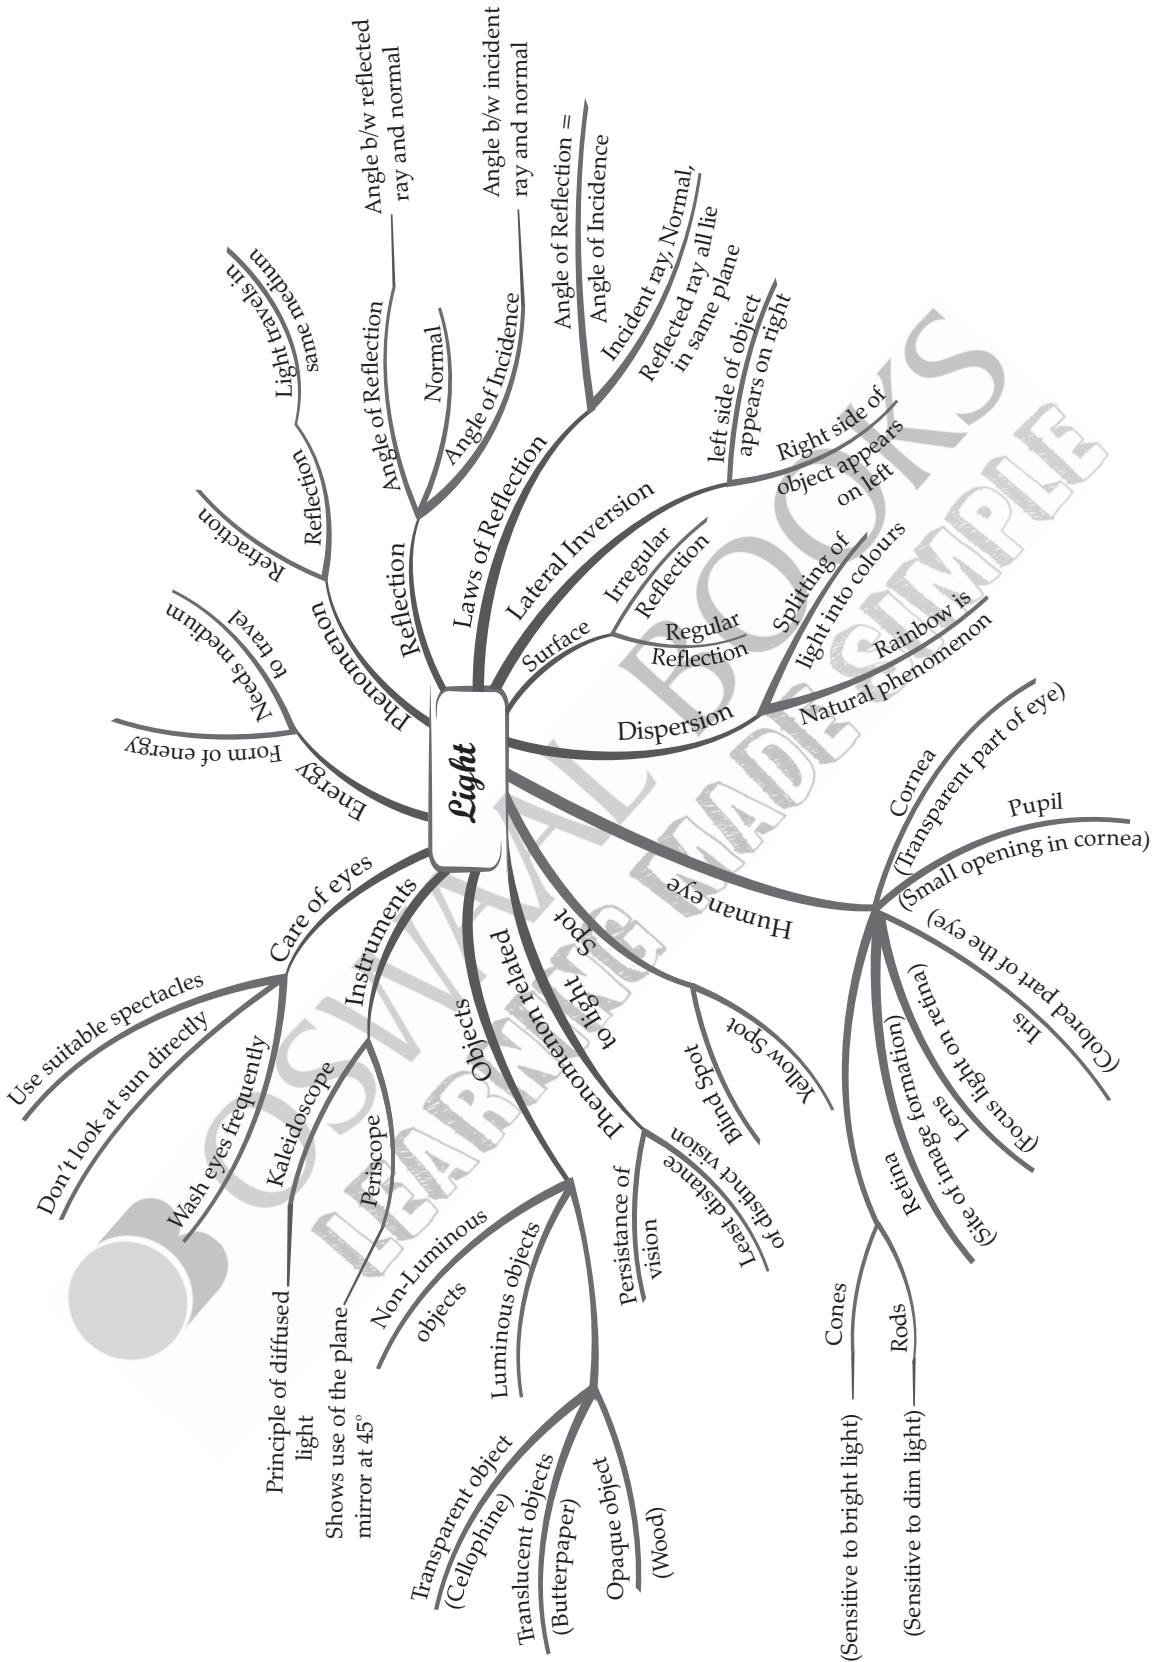 Light
Reflection
Angle of Reflection
Angle b/w reflected
ray and normal
Normal
Angle of Incidence
Angle b/w incident
ray and normal
Laws of Reflection
Angle of Reflection =
Angle of Incidence
Incident ray, Normal,
Reflected ray all lie
in same plane
Lateral Inversion
left side of object
appears on right
Right side of
object appears
on left
Surface
Irregular
Reflection
Regular
Reflection
Dispersion
Splitting of
light into colours
Rainbow is
Natural phenomenon
Human eye
Cornea
(Transparent part of eye)
Pupil
(Small opening in cornea)
Iris
(Colored part of the eye)
Lens
(Focus light on retina)
Retina
(Site of image formation)
Cones
(Sensitive to bright light)
Rods
(Sensitive to dim light)
Spot
Yellow Spot
Blind Spot
Phenomenon related
to light
Least distance
of distinct vision
Persistance of
vision
Objects
Non-Luminous
objects
Luminous objects
Transparent object
(Cellophine)
Translucent objects
(Butterpaper)
Opaque object
(Wood)
Instruments
Kaleidoscope
Principle of diffused
light
Periscope
Shows use of the plane
mirror at 45°
Care of eyes
Use suitable spectacles
Don't look at sun directly
Wash eyes frequently
Energy
Form of energy
Needs medium
to travel
Phenomenon
Refraction
Reflection
Light travels in
same medium
OSWAAL BOOKS
LEARNING MADE SIMPLE